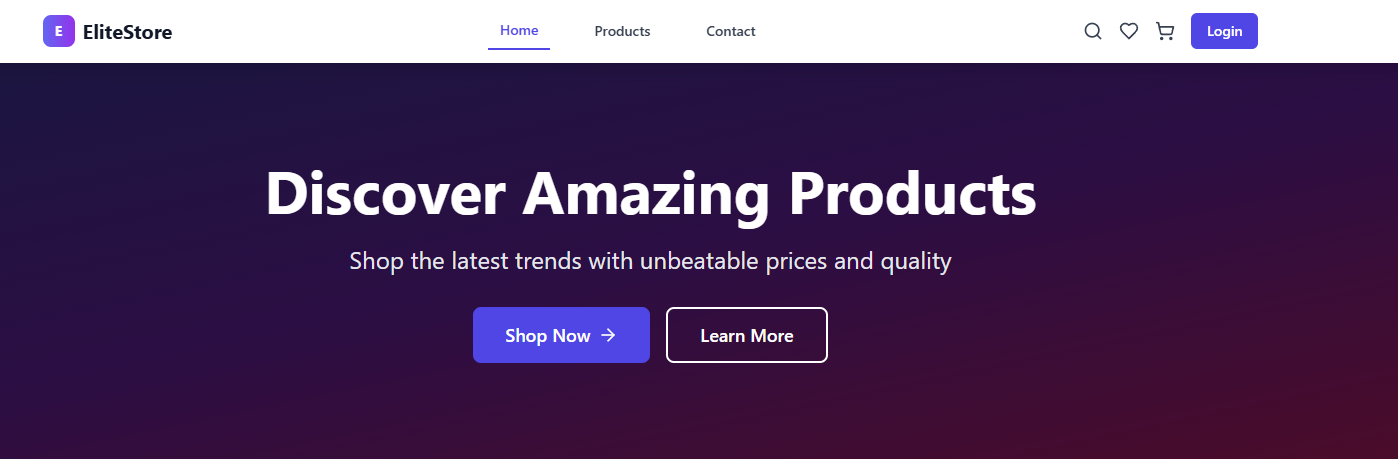 E EliteStore
Home Products Contact
Login
Discover Amazing Products
Shop the latest trends with unbeatable prices and quality
Shop Now → Learn More